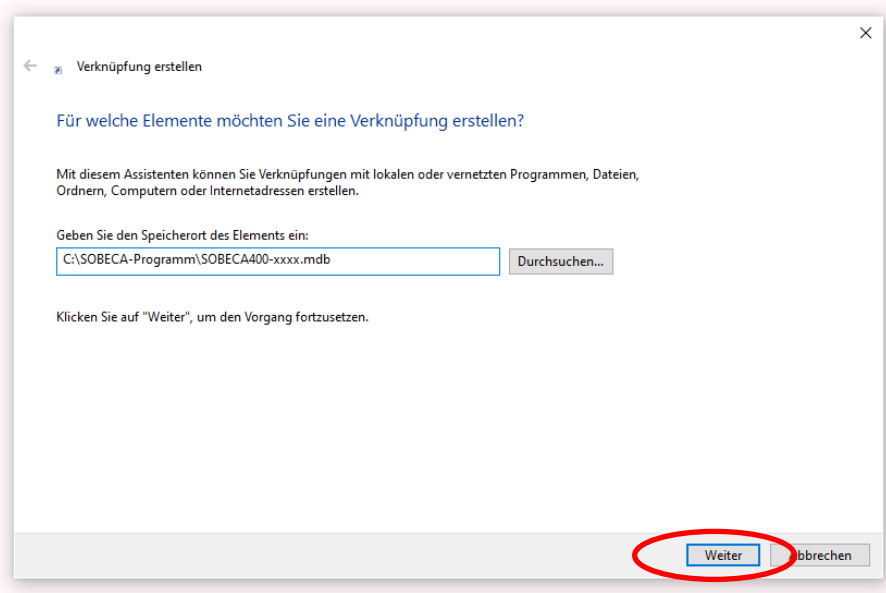 Verknüpfung erstellen
Für welche Elemente möchten Sie eine Verknüpfung erstellen?
Mit diesem Assistenten können Sie Verknüpfungen mit lokalen oder vernetzten Programmen, Dateien,
Ordnern, Computern oder Internetadressen erstellen.
Geben Sie den Speicherort des Elements ein:
C:\SOBECA-Programm\SOBECA400-xxxx.mdb
Durchsuchen...
Klicken Sie auf "Weiter", um den Vorgang fortzusetzen.
Weiter
Abbrechen